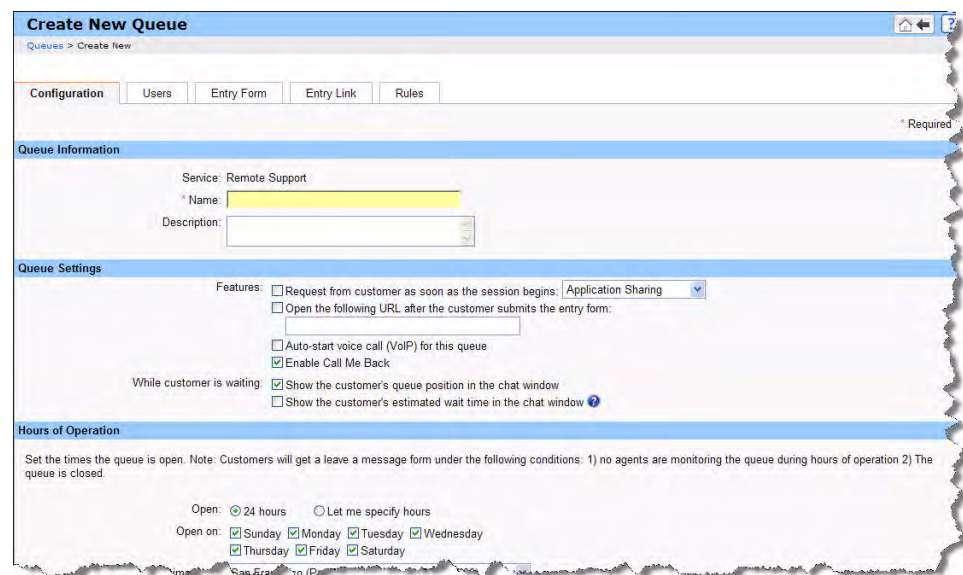 Create New Queue
?
Queues > Create New
Configuration Users Entry Form Entry Link Rules
* Required
Queue Information
Service: Remote Support
* Name:
Description:
Queue Settings
Features: Request from customer as soon as the session begins: Application Sharing
Open the following URL after the customer submits the entry form:
Auto-start voice call (VoIP) for this queue
Enable Call Me Back
While customer is waiting: Show the customer's queue position in the chat window
Show the customer's estimated wait time in the chat window ?
Hours of Operation
Set the times the queue is open. Note: Customers will get a leave a message form under the following conditions: 1) no agents are monitoring the queue during hours of operation 2) The
queue is closed.
Open: 24 hours Let me specify hours
Open on: Sunday Monday Tuesday Wednesday
Thursday Friday Saturday
San